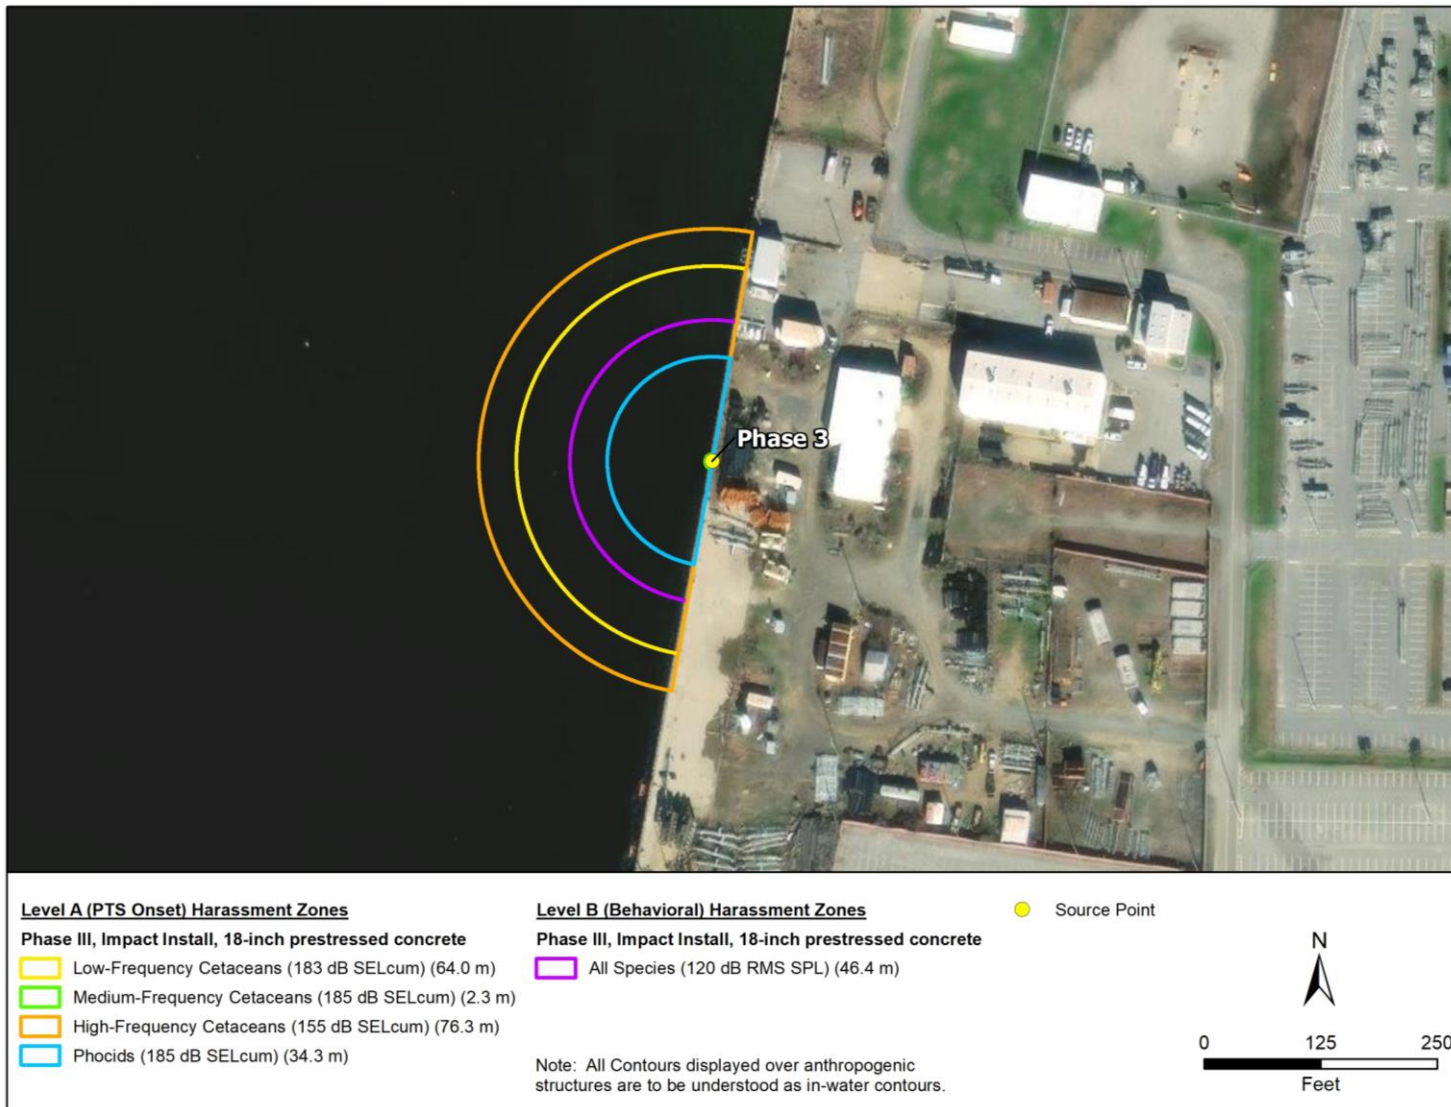 Phase 3
Level A (PTS Onset) Harassment Zones
Phase III, Impact Install, 18-inch prestressed concrete
Low-Frequency Cetaceans (183 dB SELcum) (64.0 m)
Medium-Frequency Cetaceans (185 dB SELcum) (2.3 m)
High-Frequency Cetaceans (155 dB SELcum) (76.3 m)
Phocids (185 dB SELcum) (34.3 m)
Level B (Behavioral) Harassment Zones
Phase III, Impact Install, 18-inch prestressed concrete
All Species (120 dB RMS SPL) (46.4 m)
Note: All Contours displayed over anthropogenic
structures are to be understood as in-water contours.
Source Point
N
0 125 250
Feet